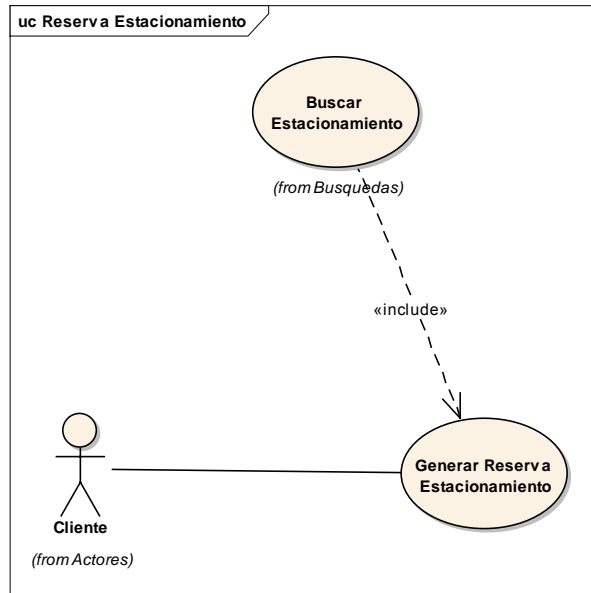 uc Reserva Estacionamiento
Buscar
Estacionamiento
(from Busquedas)
«include»
Generar Reserva
Estacionamiento
Cliente
(from Actores)